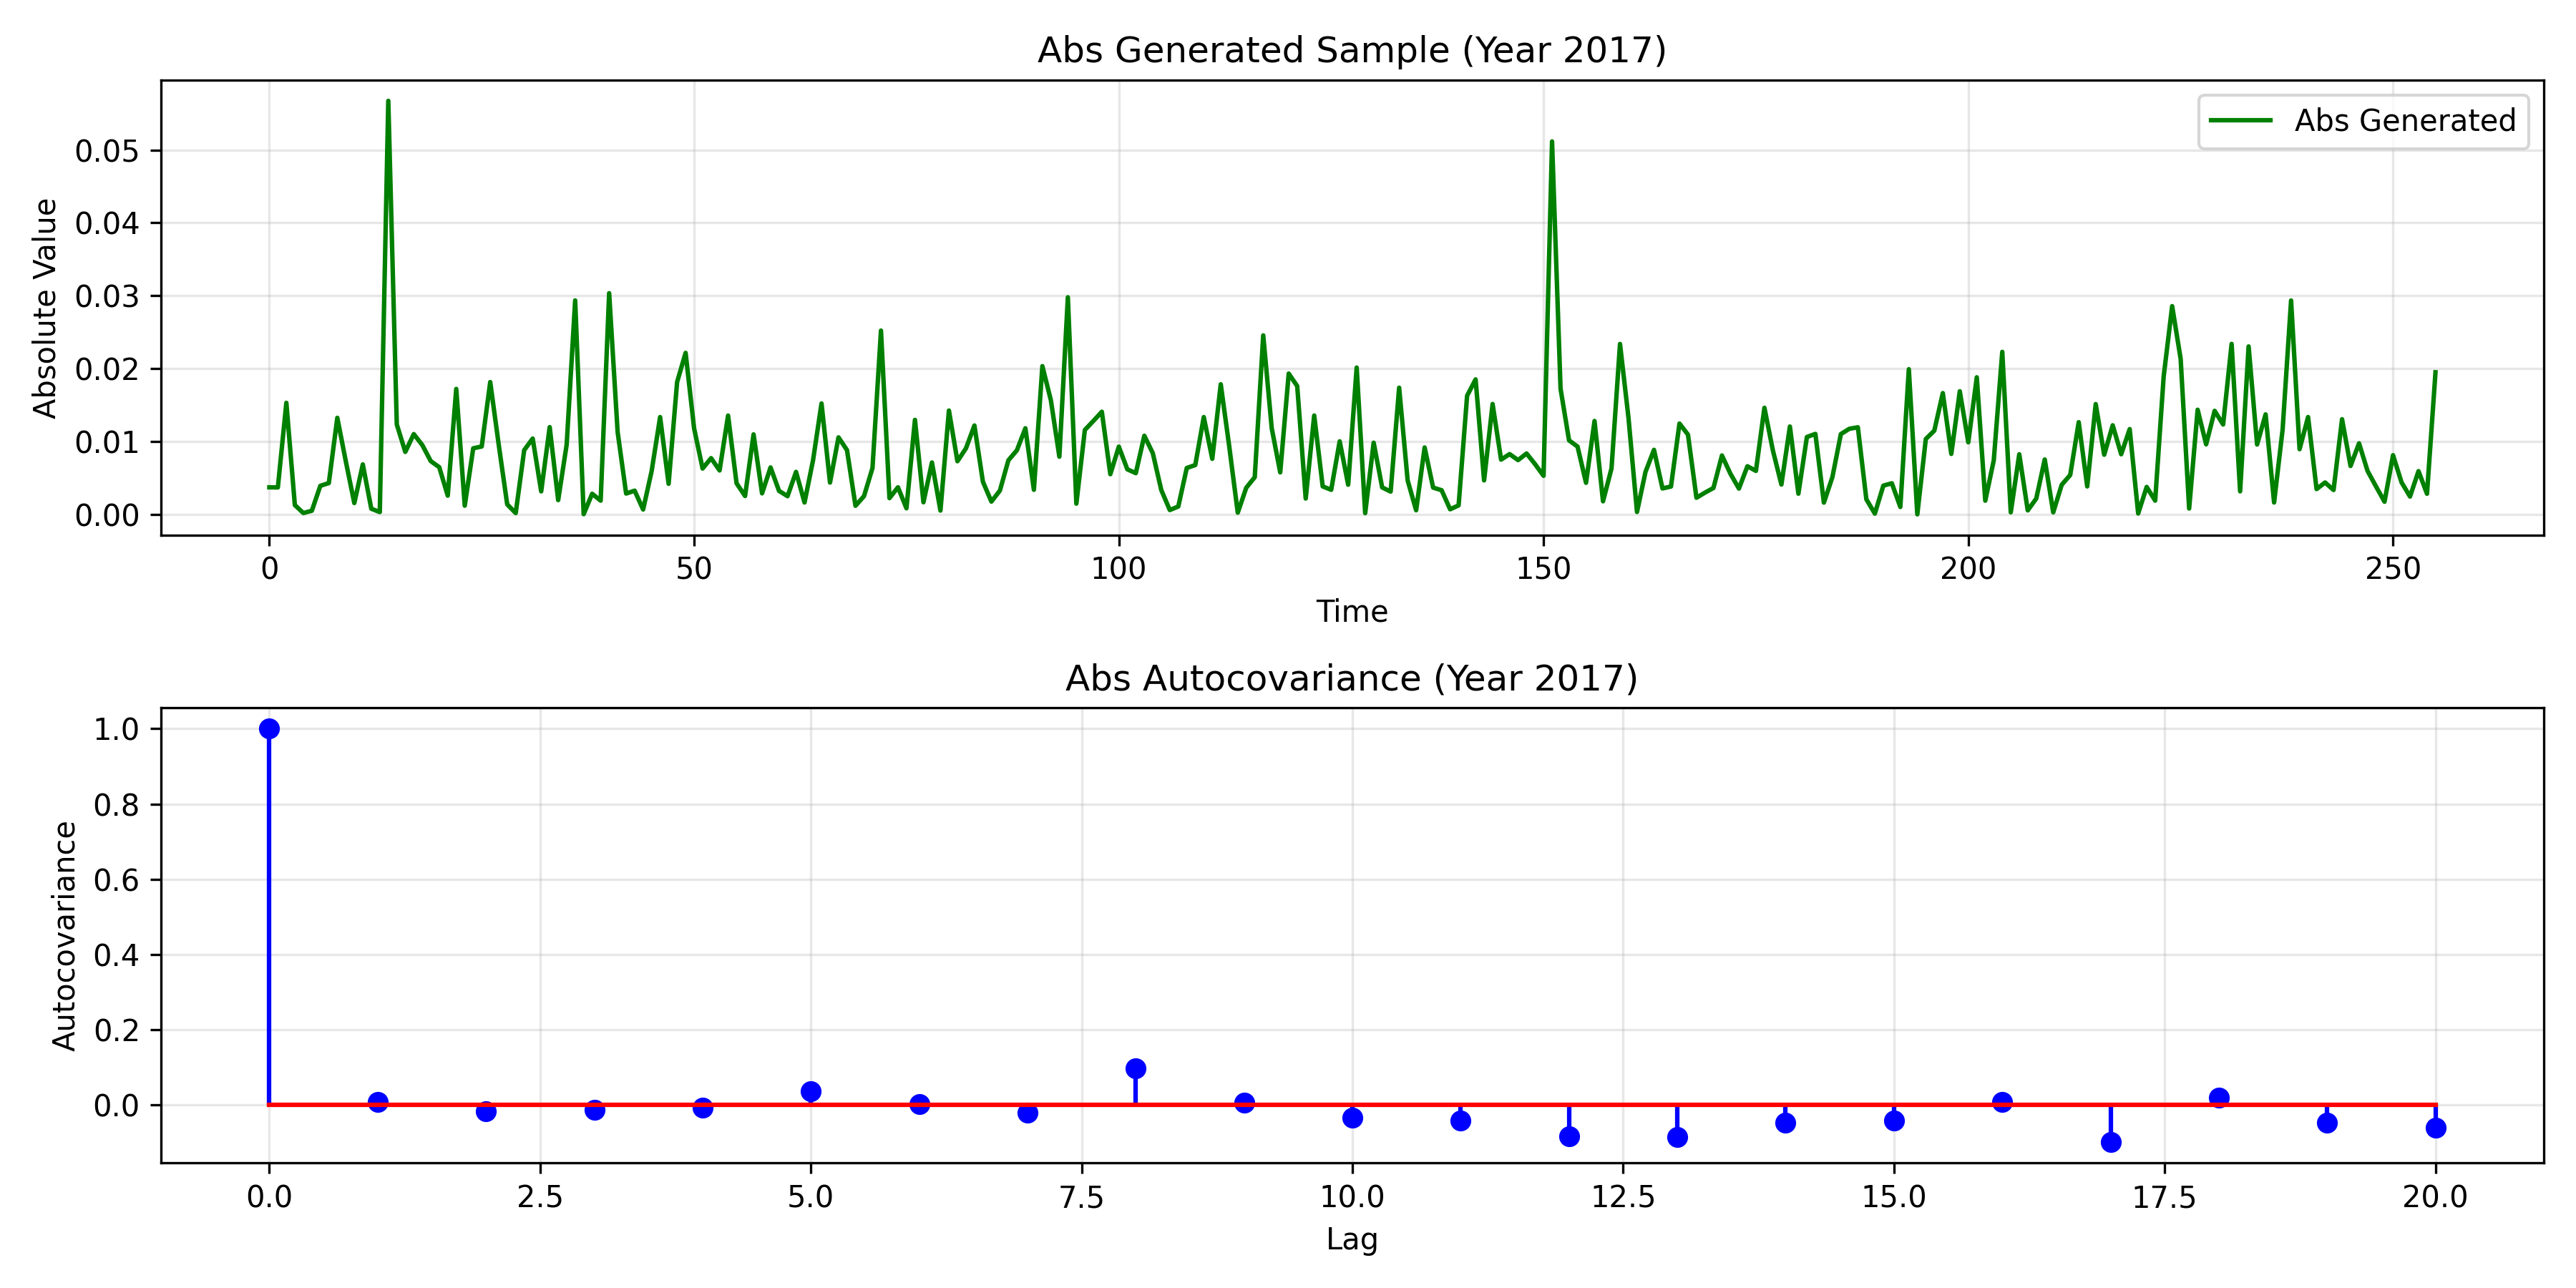 Abs Generated Sample (Year 2017)
Abs Generated
Absolute Value
0.05
0.04
0.03
0.02
0.01
0.00
0 50 100 150 200 250
Time
Abs Autocovariance (Year 2017)
Autocovariance
1.0
0.8
0.6
0.4
0.2
0.0
0.0 2.5 5.0 7.5 10.0 12.5 15.0 17.5 20.0
Lag